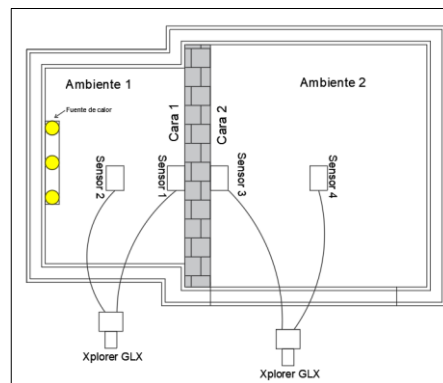 Ambiente 1
Ambiente 2
Fuente de calor
Cara 1
Cara 2
Sensor 2
Sensor 1
Sensor 3
Sensor 4
Xplorer GLX
Xplorer GLX